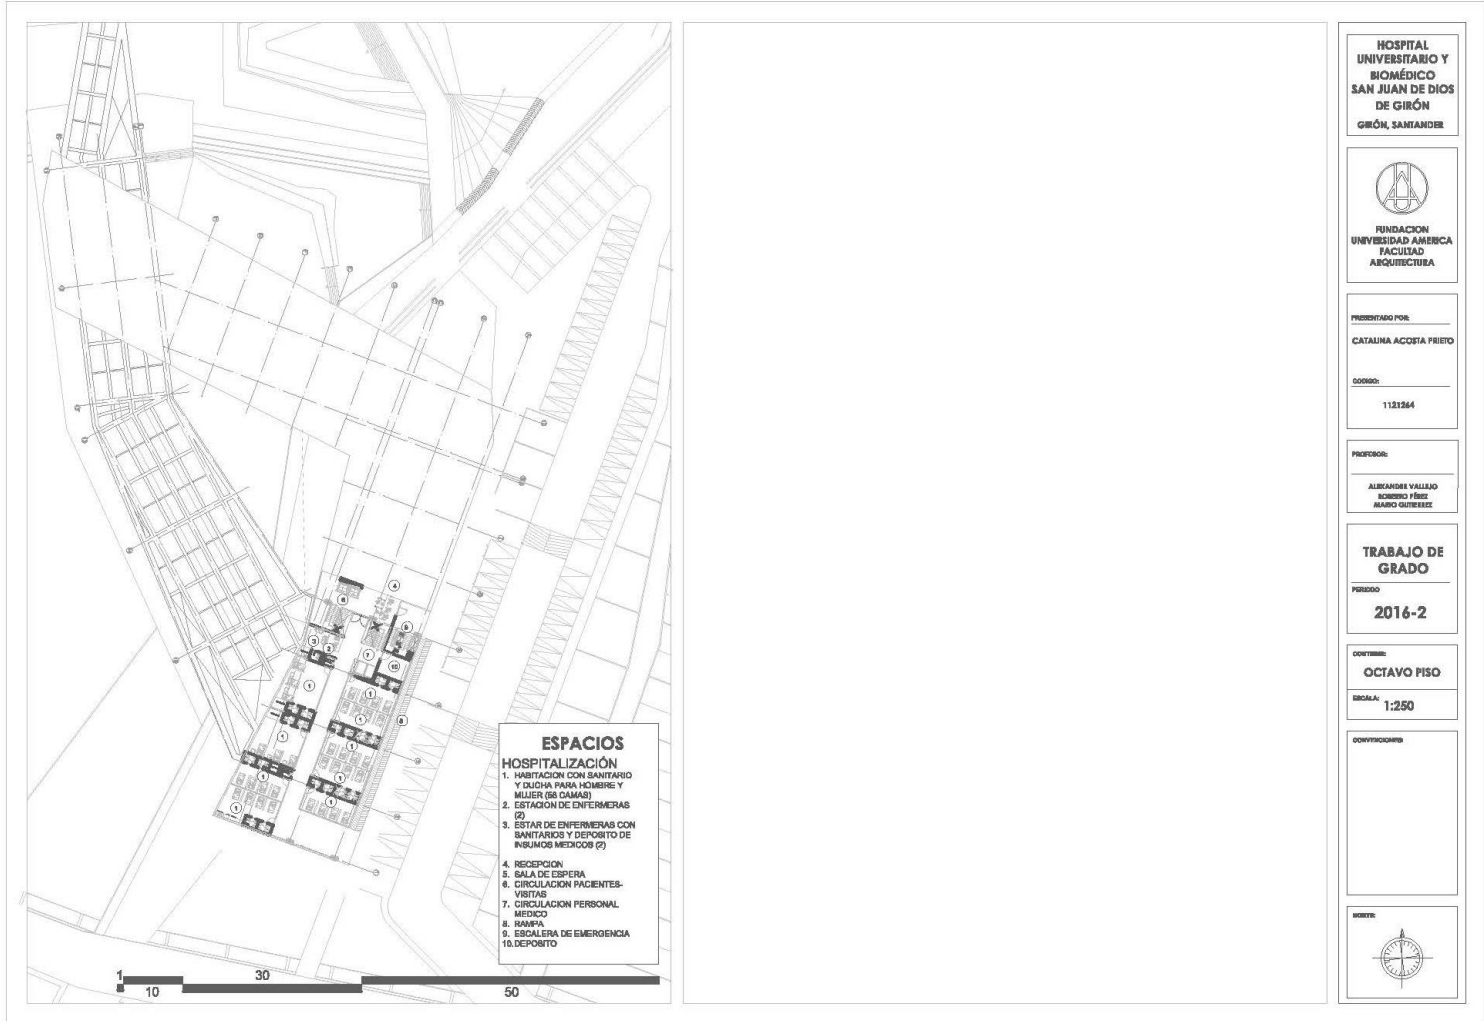 ESPACIOS
HOSPITALIZACIÓN
1. HABITACION CON SANITARIO
Y DUCHA PARA HOMBRE Y
MUJER (56 CAMAS)
2. ESTACION DE ENFERMERAS
(2)
3. ESTAR DE ENFERMERAS CON
SANITARIOS Y DEPOSITO DE
INSUMOS MEDICOS (2)
4. RECEPCION
5. SALA DE ESPERA
6. CIRCULACION PACIENTES-
VISITAS
7. CIRCULACION PERSONAL
MEDICO
8. RAMPA
9. ESCALERA DE EMERGENCIA
10. DEPOSITO
1
10
30
50
HOSPITAL
UNIVERSITARIO Y
BIOMÉDICO
SAN JUAN DE DIOS
DE GIRÓN
GIRÓN, SANTANDER
FUNDACION
UNIVERSIDAD AMERICA
FACULTAD
ARQUITECTURA
PRESENTADO POR:
CATALINA ACOSTA PRIETO
CODIGO:
1121264
PROFESOR:
ALEXANDER VALLEJO
RODRIGO PÉREZ
MARIO GUTIERREZ
TRABAJO DE
GRADO
PERIODO
2016-2
CONTIENE:
OCTAVO PISO
ESCALA:
1:250
CONVENCIONES:
NORTE: